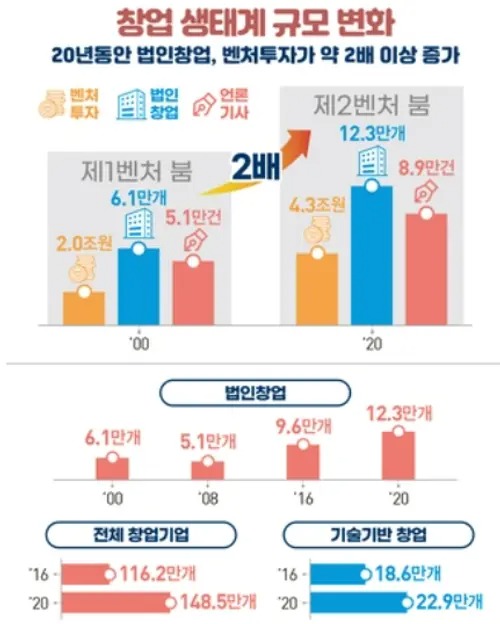 창업 생태계 규모 변화
20년동안 법인창업, 벤처투자가 약 2배 이상 증가
벤처
투자
법인
창업
언론
기사
제1벤처 붐
2.0조원
6.1만개
5.1만건
'00
2배
제2벤처 붐
4.3조원
12.3만개
8.9만건
'20
법인창업
6.1만개
5.1만개
9.6만개
12.3만개
'00
'08
'16
'20
전체 창업기업
'16
116.2만개
'20
148.5만개
기술기반 창업
'16
18.6만개
'20
22.9만개